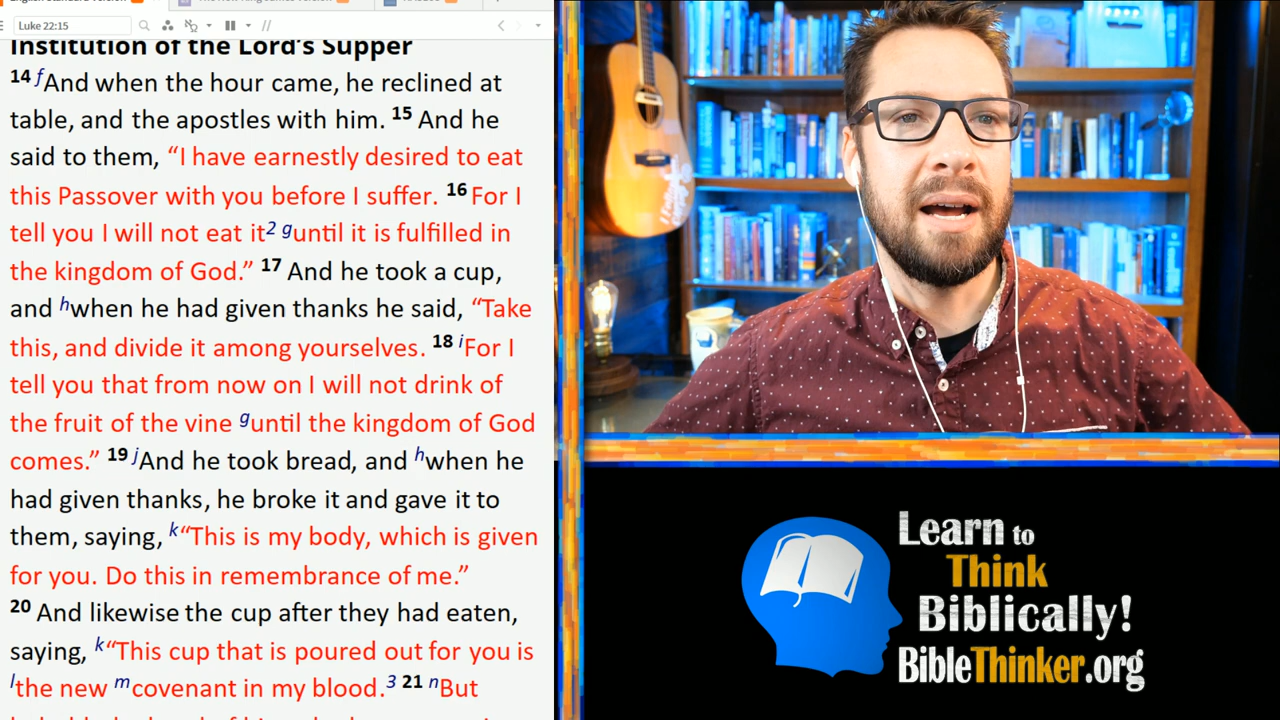 Luke 22:15
Institution of the Lord's Supper
14 f And when the hour came, he reclined at
table, and the apostles with him. 15 And he
said to them, “I have earnestly desired to eat
this Passover with you before I suffer. 16 For I
tell you I will not eat it2 g until it is fulfilled in
the kingdom of God.” 17 And he took a cup,
and h when he had given thanks he said, “Take
this, and divide it among yourselves. 18 i For I
tell you that from now on I will not drink of
the fruit of the vine g until the kingdom of God
comes.” 19 j And he took bread, and h when he
had given thanks, he broke it and gave it to
them, saying, k “This is my body, which is given
for you. Do this in remembrance of me.”
20 And likewise the cup after they had eaten,
saying, k “This cup that is poured out for you is
l the new m covenant in my blood.3 21 n But
Learn to
Think
Biblically!
BibleThinker.org